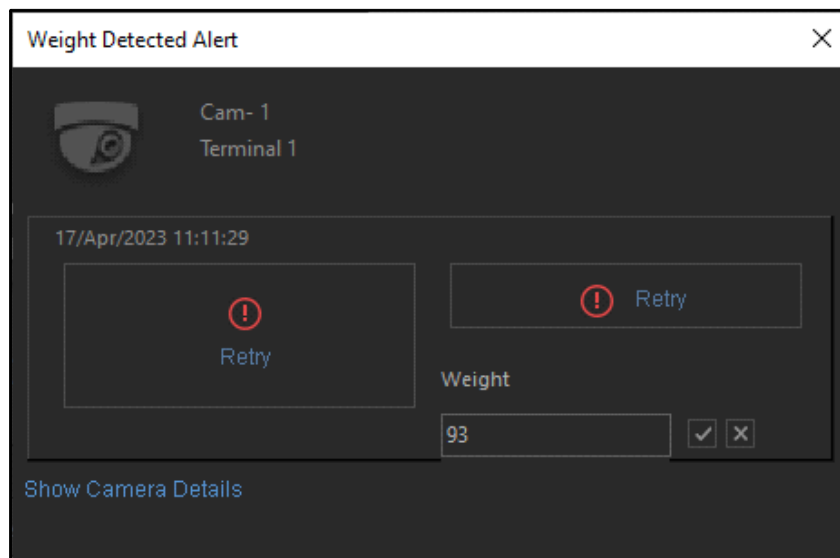 Weight Detected Alert
Cam- 1
Terminal 1
17/Apr/2023 11:11:29
Retry
Retry
Weight
93
Show Camera Details